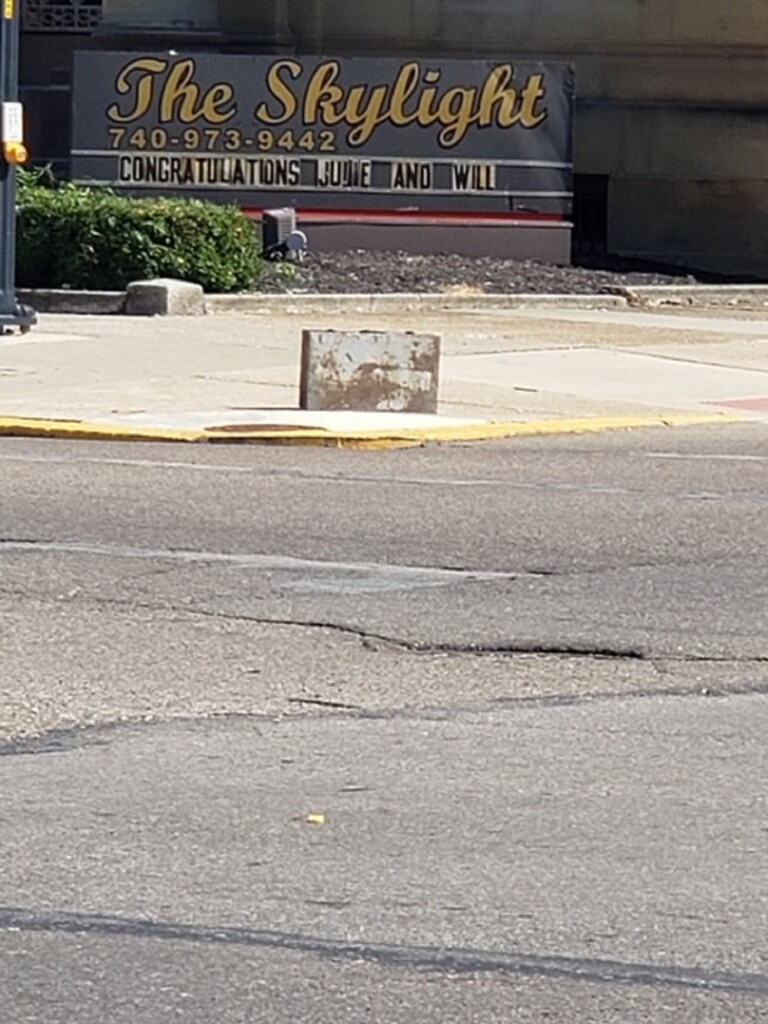 The Skylight
740-973-9442
CONGRATULATIONS JULIE AND WILL